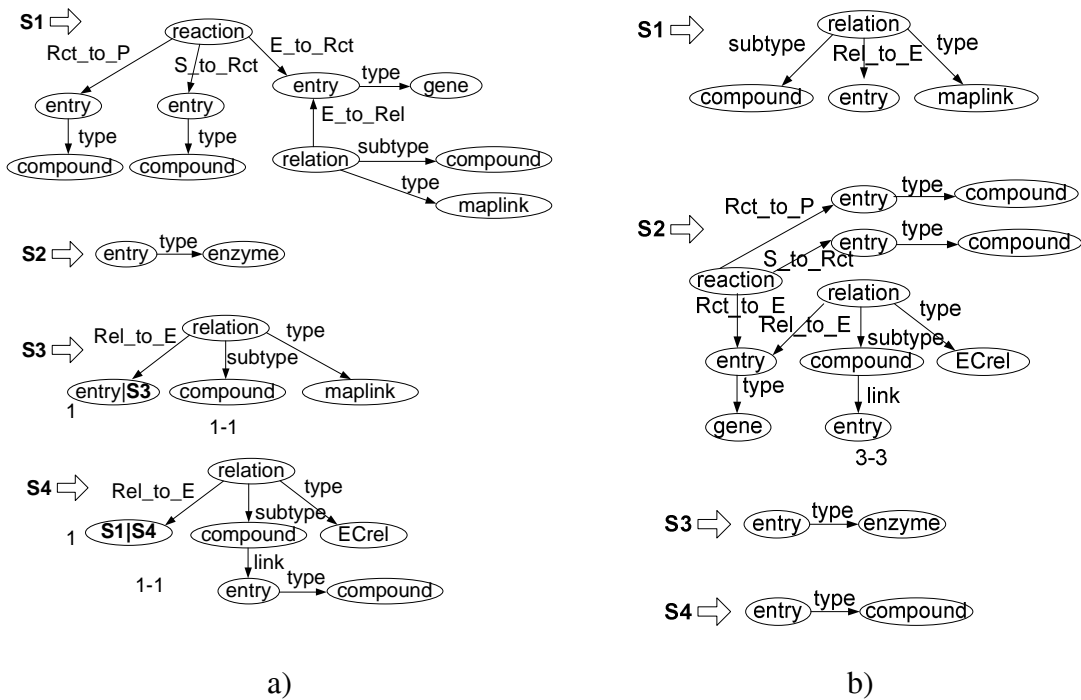 S1
reaction
Rct_to_P
S_to_Rct
E_to_Rct
entry
entry
entry
type
gene
type
type
E_to_Rel
compound
compound
relation
subtype
compound
type
maplink
S2
entry
type
enzyme
S3
relation
Rel_to_E
subtype
type
entry|S3
compound
maplink
1
1-1
S4
relation
Rel_to_E
subtype
type
S1|S4
compound
ECrel
1
link
1-1
entry
type
compound
a)
S1
relation
subtype
Rel_to_E
type
compound
entry
maplink
S2
Rct_to_P
entry
type
compound
S_to_Rct
entry
type
compound
reaction
relation
Rct_to_E
Rel_to_E
subtype
type
entry
compound
ECrel
type
link
gene
entry
3-3
S3
entry
type
enzyme
S4
entry
type
compound
b)